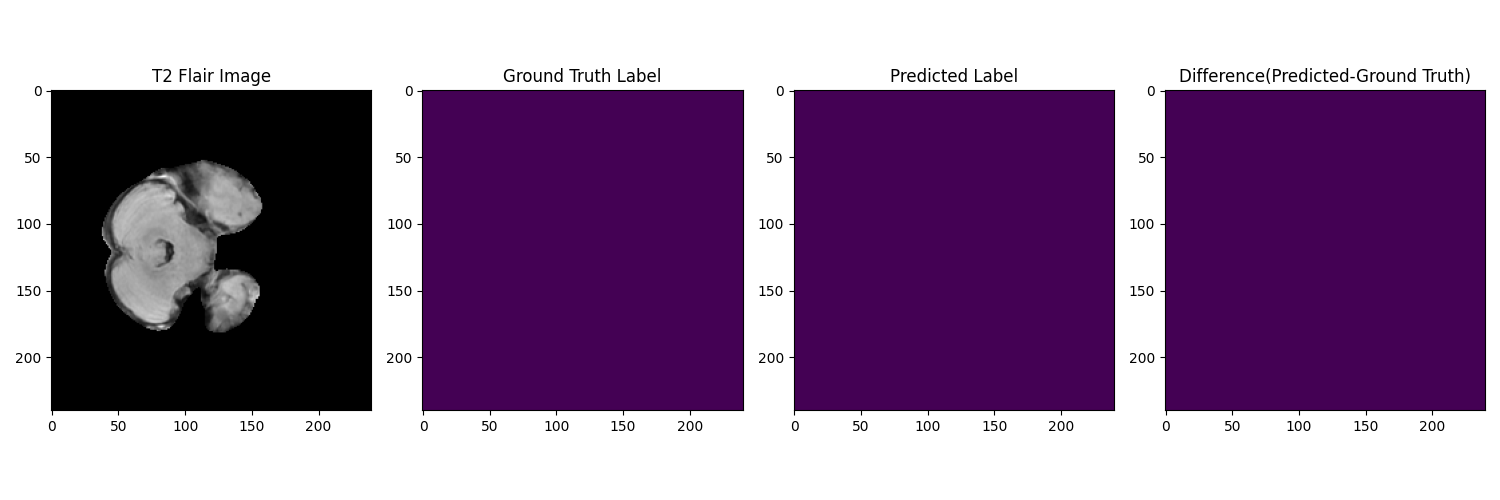 T2 Flair Image Ground Truth Label Predicted Label Difference(Predicted-Ground Truth)
0 0 0 0
50 50 50 50
100 100 100 100
150 150 150 150
200 200 200 200
0 50 100 150 200 0 50 100 150 200 0 50 100 150 200 0 50 100 150 200